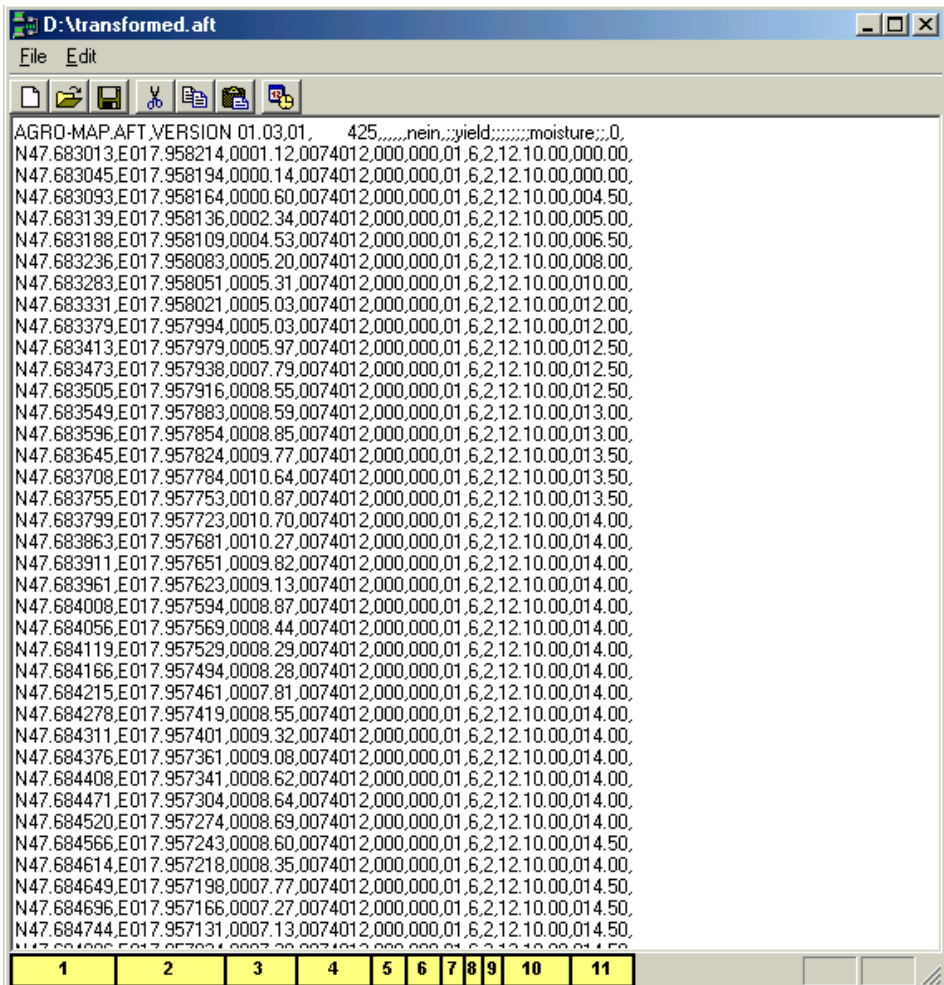 D:\transformed.aft
File Edit
AGRO-MAP.AFT,VERSION 01.03,01, 425,,,,,,nein,;;yield;;;;;;;;moisture;;,0,
N47.683013,E017.958214,0001.12,0074012,000,000,01,6,2,12.10.00,000.00,
N47.683045,E017.958194,0000.14,0074012,000,000,01,6,2,12.10.00,000.00,
N47.683093,E017.958164,0000.60,0074012,000,000,01,6,2,12.10.00,004.50,
N47.683139,E017.958136,0002.34,0074012,000,000,01,6,2,12.10.00,005.00,
N47.683188,E017.958109,0004.53,0074012,000,000,01,6,2,12.10.00,006.50,
N47.683236,E017.958083,0005.20,0074012,000,000,01,6,2,12.10.00,008.00,
N47.683283,E017.958051,0005.31,0074012,000,000,01,6,2,12.10.00,010.00,
N47.683331,E017.958021,0005.03,0074012,000,000,01,6,2,12.10.00,012.00,
N47.683379,E017.957994,0005.03,0074012,000,000,01,6,2,12.10.00,012.00,
N47.683413,E017.957979,0005.97,0074012,000,000,01,6,2,12.10.00,012.50,
N47.683473,E017.957938,0007.79,0074012,000,000,01,6,2,12.10.00,012.50,
N47.683505,E017.957916,0008.55,0074012,000,000,01,6,2,12.10.00,012.50,
N47.683549,E017.957883,0008.59,0074012,000,000,01,6,2,12.10.00,013.00,
N47.683596,E017.957854,0008.85,0074012,000,000,01,6,2,12.10.00,013.00,
N47.683645,E017.957824,0009.77,0074012,000,000,01,6,2,12.10.00,013.50,
N47.683708,E017.957784,0010.64,0074012,000,000,01,6,2,12.10.00,013.50,
N47.683755,E017.957753,0010.87,0074012,000,000,01,6,2,12.10.00,013.50,
N47.683799,E017.957723,0010.70,0074012,000,000,01,6,2,12.10.00,014.00,
N47.683863,E017.957681,0010.27,0074012,000,000,01,6,2,12.10.00,014.00,
N47.683911,E017.957651,0009.82,0074012,000,000,01,6,2,12.10.00,014.00,
N47.683961,E017.957623,0009.13,0074012,000,000,01,6,2,12.10.00,014.00,
N47.684008,E017.957594,0008.87,0074012,000,000,01,6,2,12.10.00,014.00,
N47.684056,E017.957569,0008.44,0074012,000,000,01,6,2,12.10.00,014.00,
N47.684119,E017.957529,0008.29,0074012,000,000,01,6,2,12.10.00,014.00,
N47.684166,E017.957494,0008.28,0074012,000,000,01,6,2,12.10.00,014.00,
N47.684215,E017.957461,0007.81,0074012,000,000,01,6,2,12.10.00,014.00,
N47.684278,E017.957419,0008.55,0074012,000,000,01,6,2,12.10.00,014.00,
N47.684311,E017.957401,0009.32,0074012,000,000,01,6,2,12.10.00,014.00,
N47.684376,E017.957361,0009.08,0074012,000,000,01,6,2,12.10.00,014.00,
N47.684408,E017.957341,0008.62,0074012,000,000,01,6,2,12.10.00,014.00,
N47.684471,E017.957304,0008.64,0074012,000,000,01,6,2,12.10.00,014.00,
N47.684520,E017.957274,0008.69,0074012,000,000,01,6,2,12.10.00,014.00,
N47.684566,E017.957243,0008.60,0074012,000,000,01,6,2,12.10.00,014.50,
N47.684614,E017.957218,0008.35,0074012,000,000,01,6,2,12.10.00,014.00,
N47.684649,E017.957198,0007.77,0074012,000,000,01,6,2,12.10.00,014.50,
N47.684696,E017.957166,0007.27,0074012,000,000,01,6,2,12.10.00,014.50,
N47.684744,E017.957131,0007.13,0074012,000,000,01,6,2,12.10.00,014.50,
1 2 3 4 5 6 7 8 9 10 11